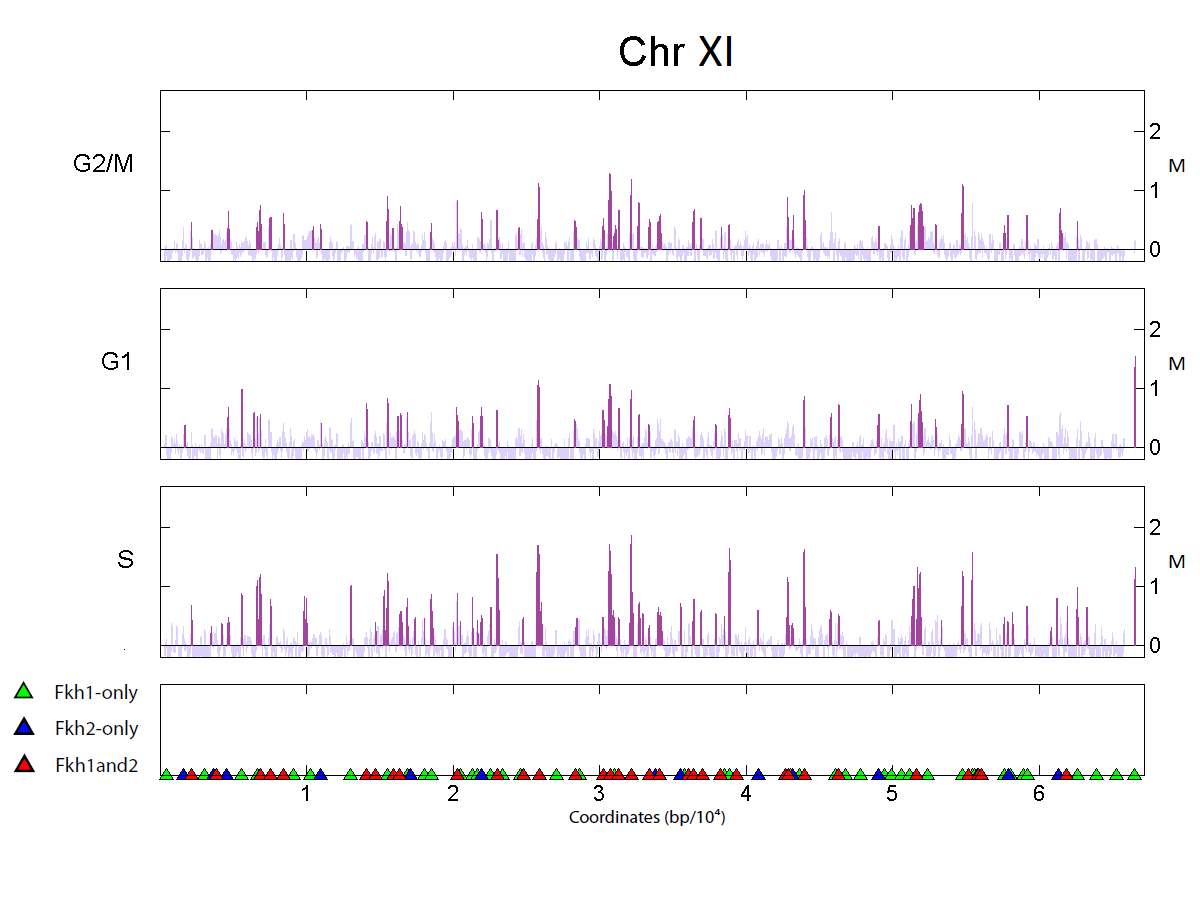 Chr XI
G2/M
2
M
1
0
G1
2
M
1
0
S
2
M
1
0
Fkh1-only
Fkh2-only
Fkh1and2
1 2 3 4 5 6
Coordinates (bp/10⁴)